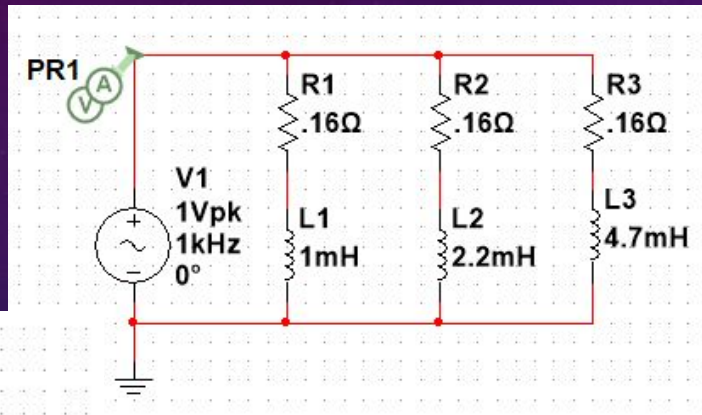 PR1
A
V
V1
1Vpk
1kHz
0°
R1
.16Ω
L1
1mH
R2
.16Ω
L2
2.2mH
R3
.16Ω
L3
4.7mH